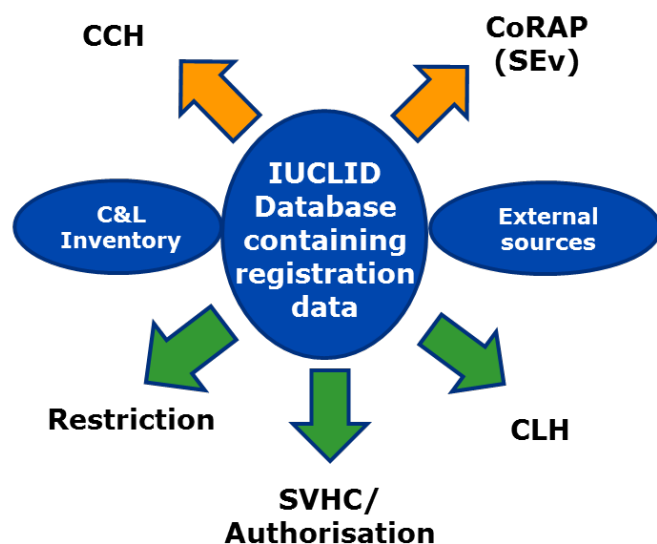 CCH
CoRAP
(SEv)
IUCLID
Database
containing
registration
data
C&L
Inventory
External
sources
Restriction
CLH
SVHC/
Authorisation